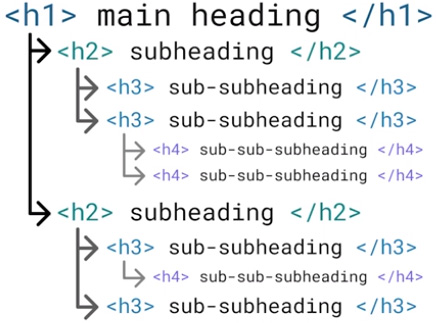 <h1> main heading </h1>
<h2> subheading </h2>
<h3> sub-subheading </h3>
<h3> sub-subheading </h3>
<h4> sub-sub-subheading </h4>
<h4> sub-sub-subheading </h4>
<h2> subheading </h2>
<h3> sub-subheading </h3>
<h4> sub-sub-subheading </h4>
<h3> sub-subheading </h3>